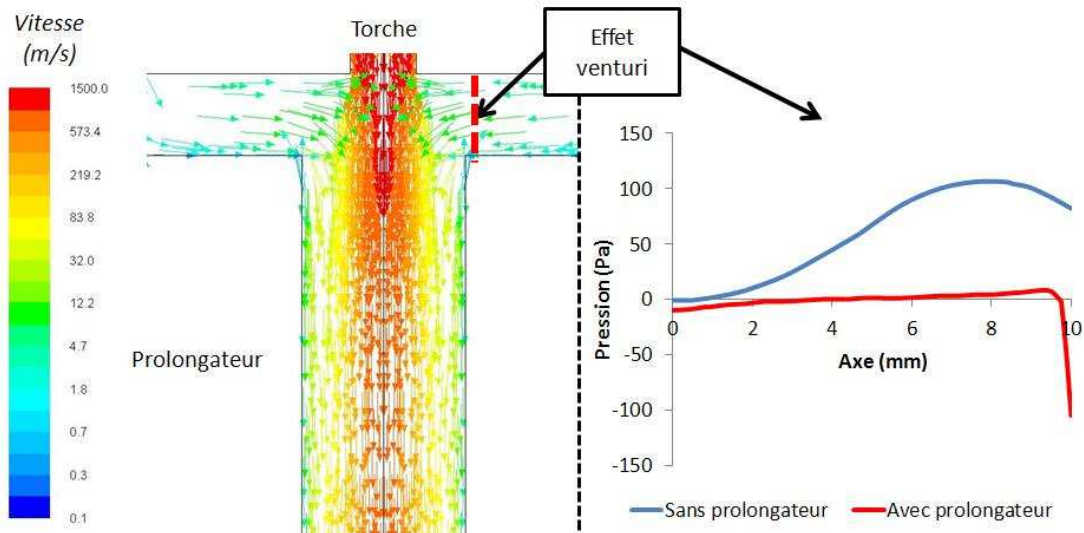 Vitesse
(m/s)
1500.0
573.4
219.2
83.8
32.0
12.2
4.7
1.8
0.7
0.3
0.1
Torche
Prolongateur
Effet
venturi
150
100
50
0
-50
-100
-150
0
2
4
6
8
10
Pression (Pa)
Axe (mm)
Sans prolongateur
Avec prolongateur